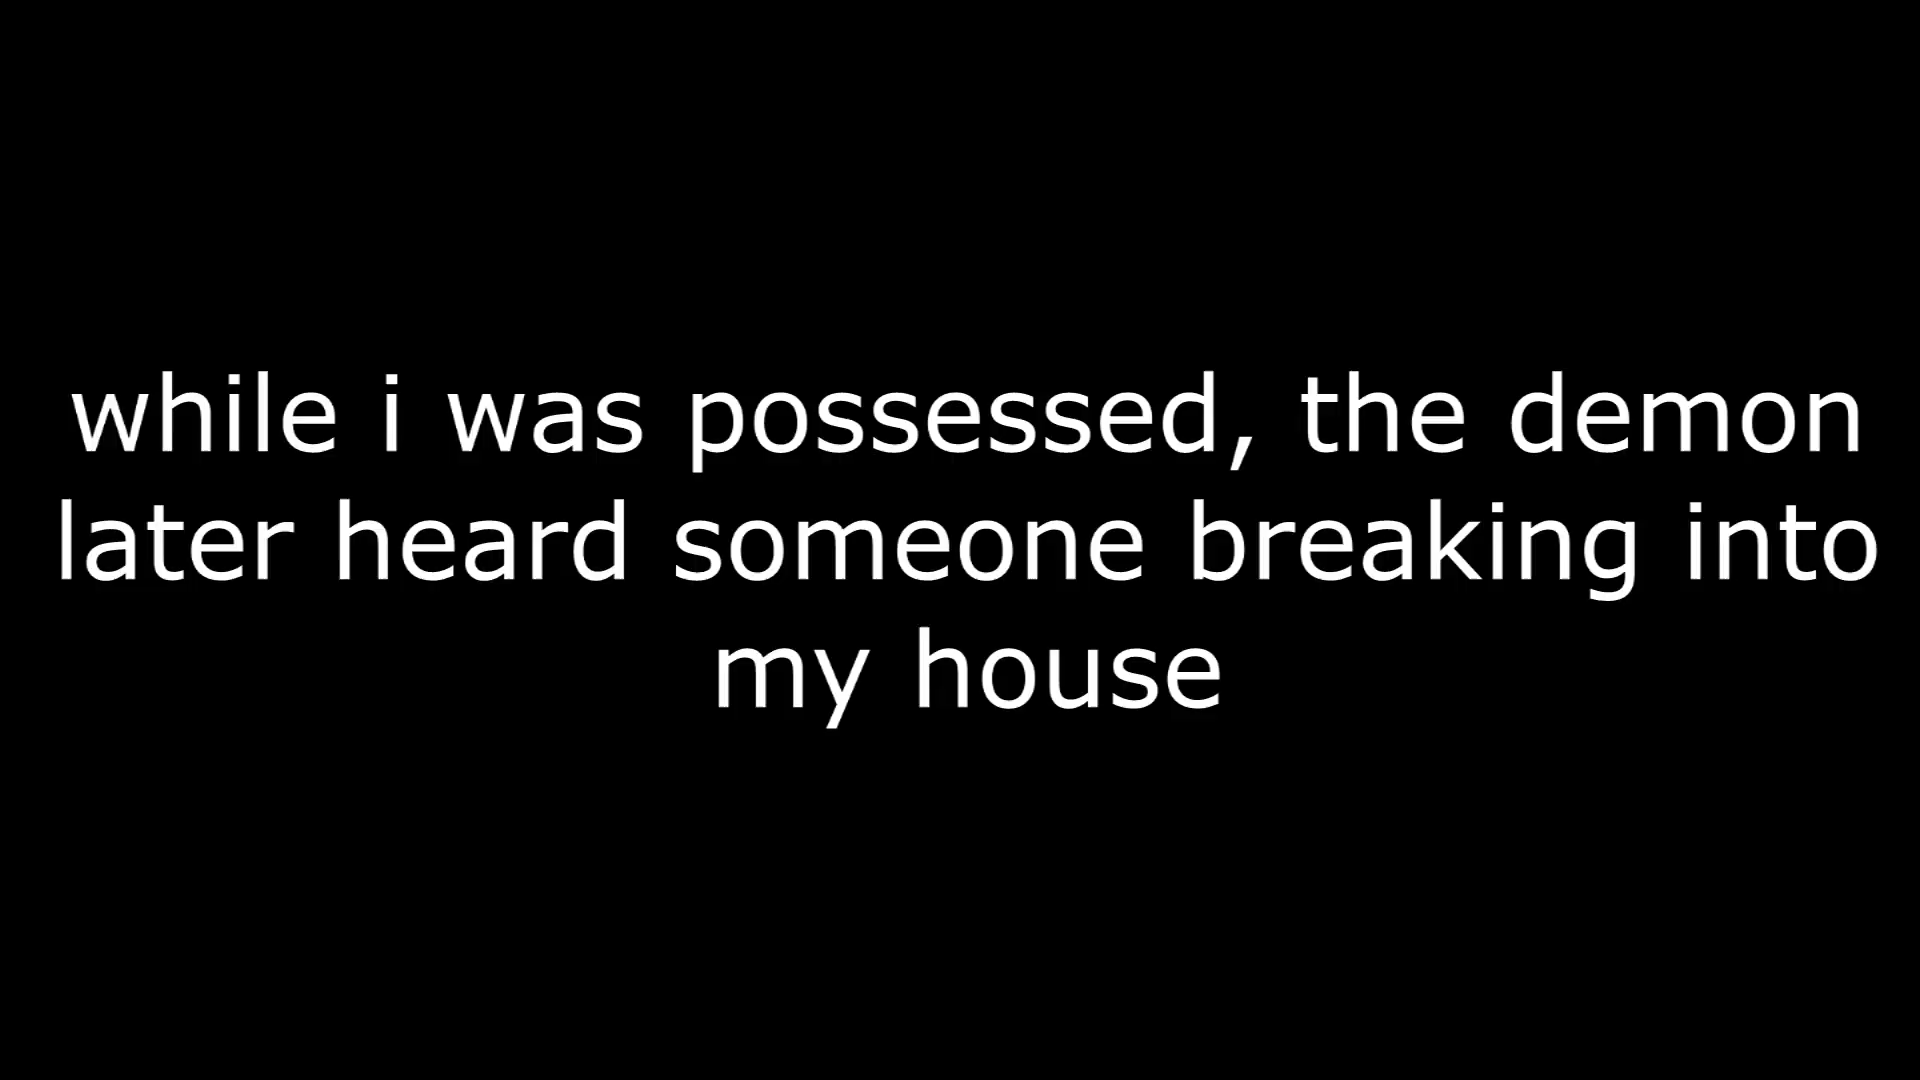 while i was possessed, the demon
later heard someone breaking into
my house